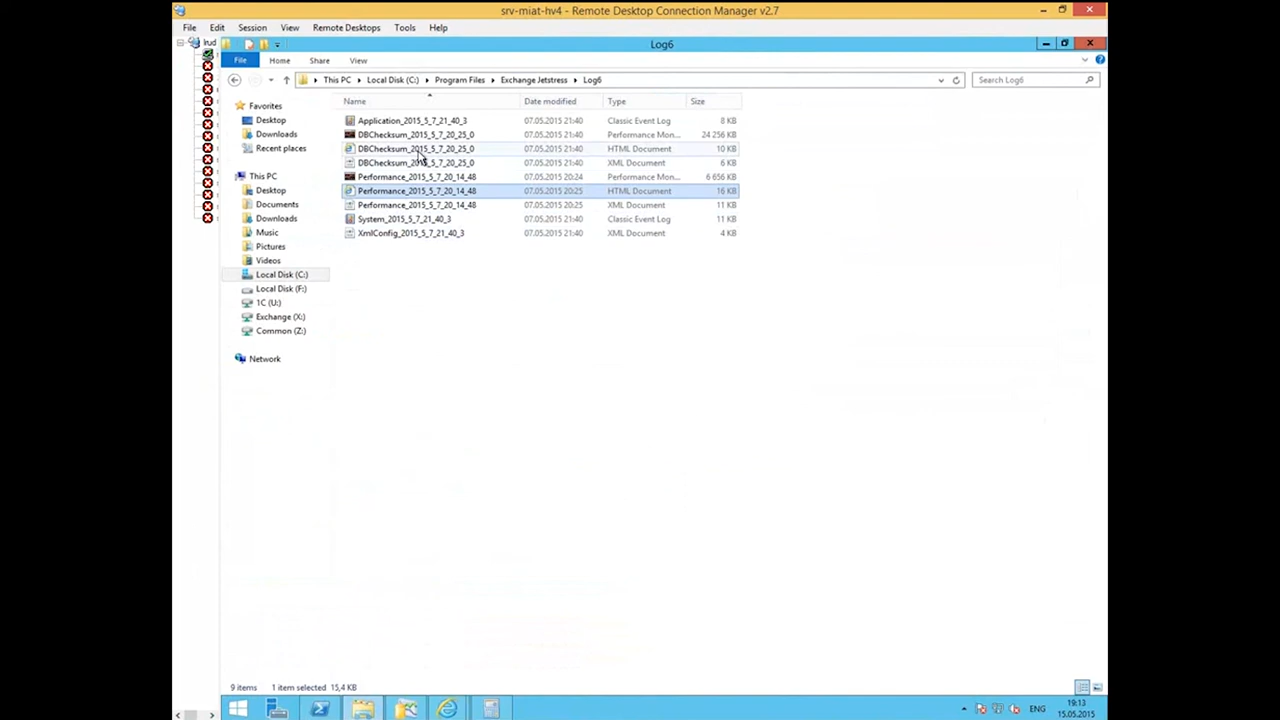 srv-miat-hv4 - Remote Desktop Connection Manager v2.7
File Edit Session View Remote Desktops Tools Help
Irud
Log6
File Home Share View
This PC Local Disk (C:) Program Files Exchange Jetstress Log6
Search Log6
Name Date modified Type Size
Favorites
Desktop
Downloads
Recent places
This PC
Desktop
Documents
Downloads
Music
Pictures
Videos
Local Disk (C:)
Local Disk (F:)
1C (U:)
Exchange (X:)
Common (Z:)
Network
Application_2015_5_7_21_40_3 07.05.2015 21:40 Classic Event Log 8 KB
DBChecksum_2015_5_7_20_25_0 07.05.2015 21:40 Performance Mon... 24 256 KB
DBChecksum_2015_5_7_20_25_0 07.05.2015 21:40 HTML Document 10 KB
DBChecksum_2015_5_7_20_25_0 07.05.2015 21:40 XML Document 6 KB
Performance_2015_5_7_20_14_48 07.05.2015 20:24 Performance Mon... 6 656 KB
Performance_2015_5_7_20_14_48 07.05.2015 20:25 HTML Document 16 KB
Performance_2015_5_7_20_14_48 07.05.2015 20:25 XML Document 11 KB
System_2015_5_7_21_40_3 07.05.2015 21:40 Classic Event Log 11 KB
XmlConfig_2015_5_7_21_40_3 07.05.2015 21:40 XML Document 4 KB
9 items 1 item selected 15,4 KB
ENG
19:13
15.05.2015